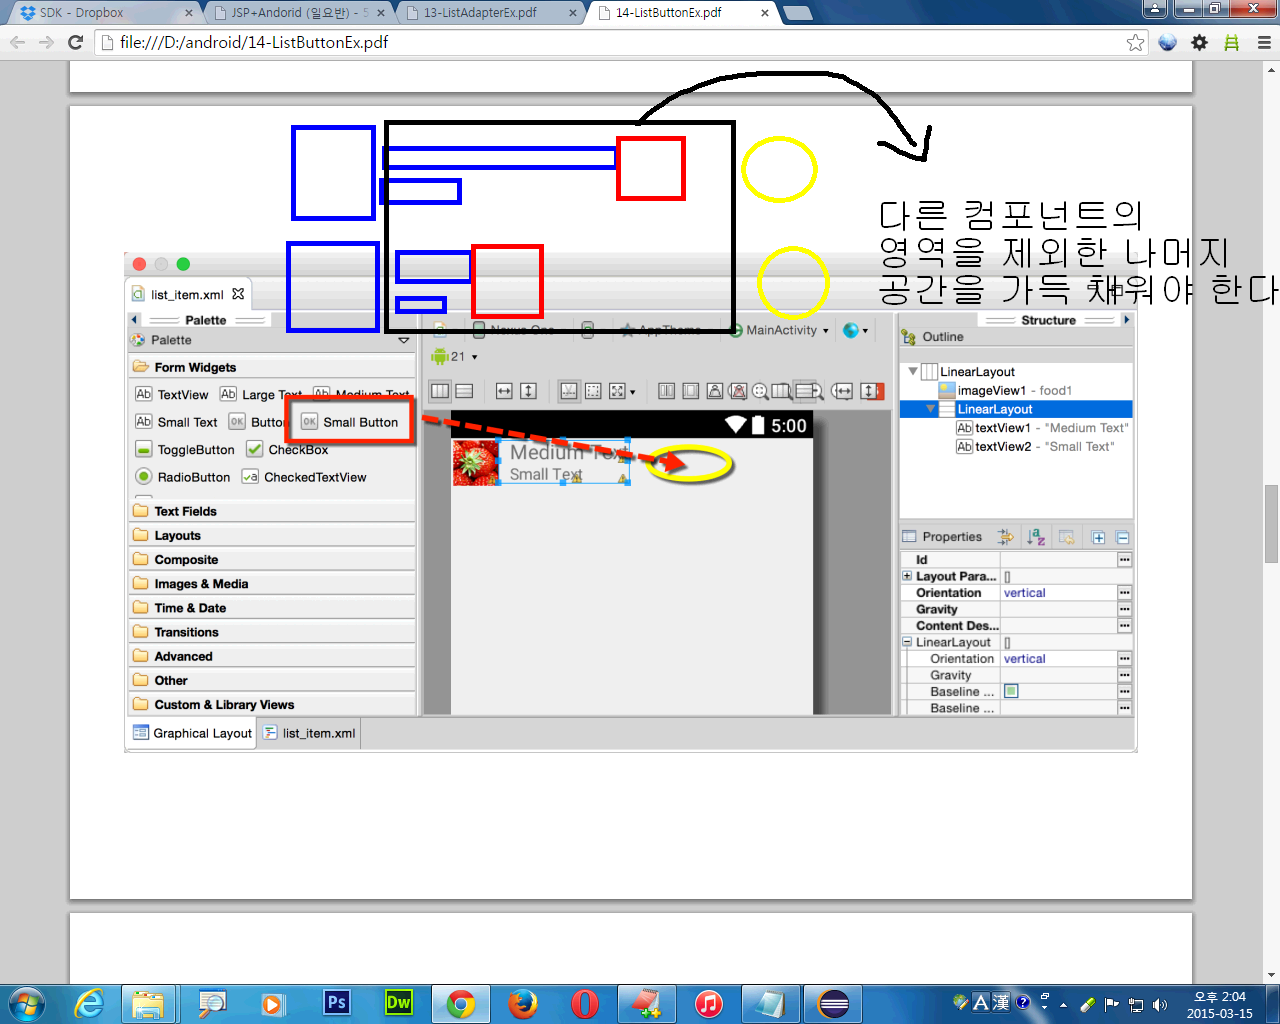 SDK - Dropbox
JSP+Andorid (일요반) - 5
13-ListAdapterEx.pdf
14-ListButtonEx.pdf
file:///D:/android/14-ListButtonEx.pdf
다른 컴포넌트의
영역을 제외한 나머지
공간을 가득 채워야 한다
list_item.xml
Palette
Structure
Palette
Nexus One
AppTheme
MainActivity
Outline
21
Form Widgets
TextView
Large Text
Medium Text
Small Text
Button
Small Button
ToggleButton
CheckBox
RadioButton
CheckedTextView
Text Fields
Layouts
Composite
Images & Media
Time & Date
Transitions
Advanced
Other
Custom & Library Views
Graphical Layout
list_item.xml
5:00
Medium Text
Small Text
LinearLayout
imageView1 - food1
LinearLayout
textView1 - "Medium Text"
textView2 - "Small Text"
Properties
Id
Layout Para... []
Orientation vertical
Gravity
Content Des...
LinearLayout []
Orientation vertical
Gravity
Baseline ...
Baseline ...
오후 2:04
2015-03-15